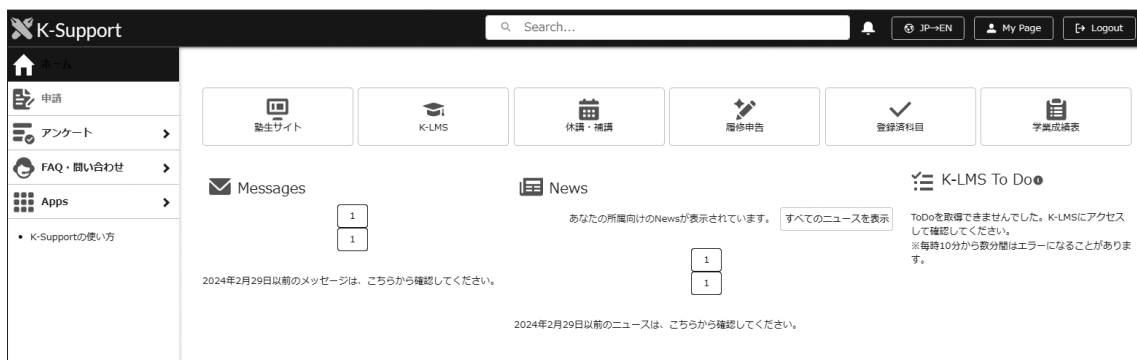 K-Support
Search...
JP→EN
My Page
Logout
ホーム
申請
アンケート
FAQ・問い合わせ
Apps
K-Supportの使い方
塾生サイト
K-LMS
休講・補講
履修申告
登録済科目
学業成績表
Messages
1
1
2024年2月29日以前のメッセージは、こちらから確認してください。
News
あなたの所属向けのNewsが表示されています。
すべてのニュースを表示
1
1
2024年2月29日以前のニュースは、こちらから確認してください。
K-LMS To Do
ToDoを取得できませんでした。K-LMSにアクセス
して確認してください。
※毎時10分から数分間はエラーになることがありま
す。